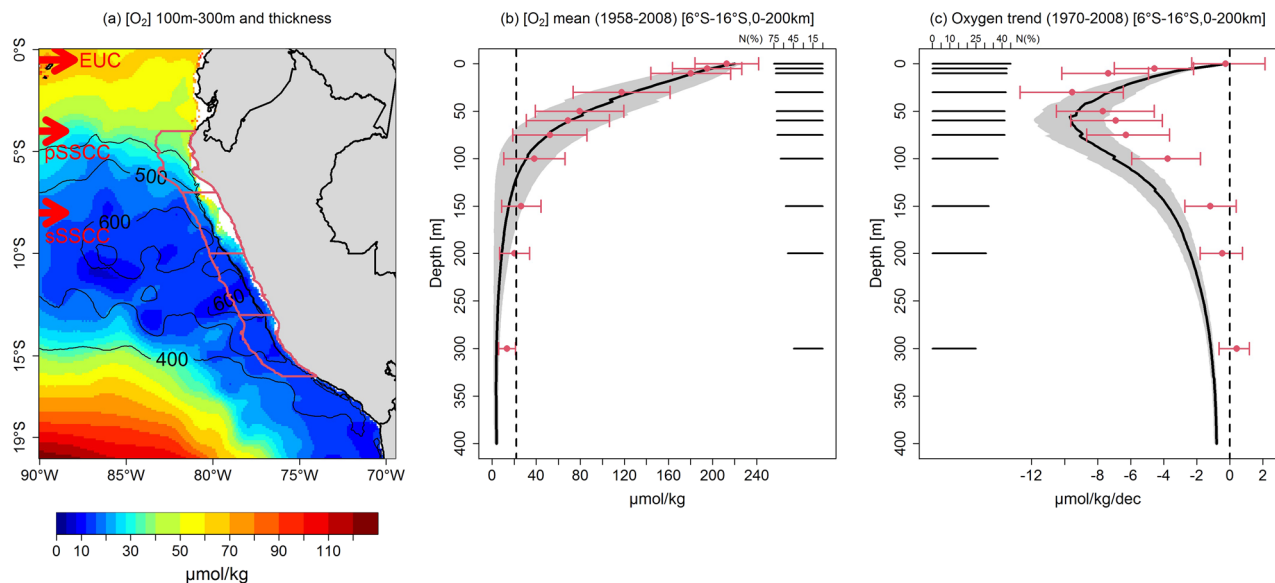 (a) [O₂] 100m-300m and thickness
0°S
5°S
10°S
15°S
19°S
90°W
85°W
80°W
75°W
70°W
EUC
pSSCC
sSSCC
500
600
600
400
0
10
30
50
70
90
110
µmol/kg
(b) [O₂] mean (1958-2008) [6°S-16°S,0-200km]
N(%)
75
45
15
Depth [m]
0
50
100
150
200
250
300
350
400
0
40
80
120
160
200
240
µmol/kg
(c) Oxygen trend (1970-2008) [6°S-16°S,0-200km]
N(%)
0
10
25
40
Depth [m]
0
50
100
150
200
250
300
350
400
-12
-10
-8
-6
-4
-2
0
2
µmol/kg/dec